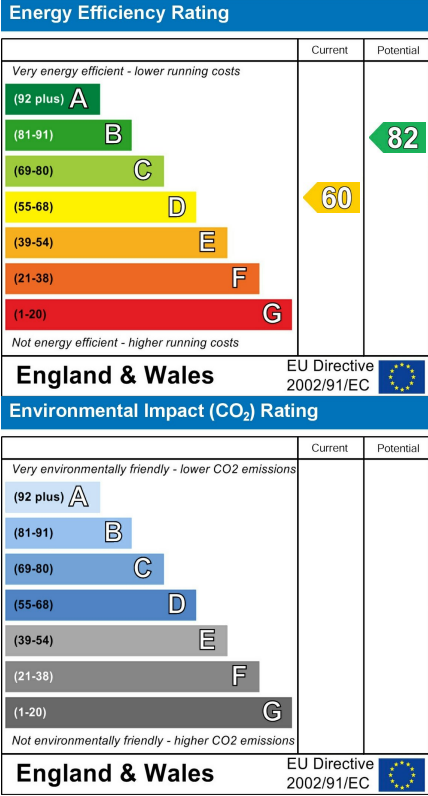 Energy Efficiency Rating
Current Potential
Very energy efficient - lower running costs
(92 plus) A
(81-91) B
82
(69-80) C
60
(55-68) D
(39-54) E
(21-38) F
(1-20) G
Not energy efficient - higher running costs
England & Wales
EU Directive
2002/91/EC
Environmental Impact (CO₂) Rating
Current Potential
Very environmentally friendly - lower CO2 emissions
(92 plus) A
(81-91) B
(69-80) C
(55-68) D
(39-54) E
(21-38) F
(1-20) G
Not environmentally friendly - higher CO2 emissions
England & Wales
EU Directive
2002/91/EC